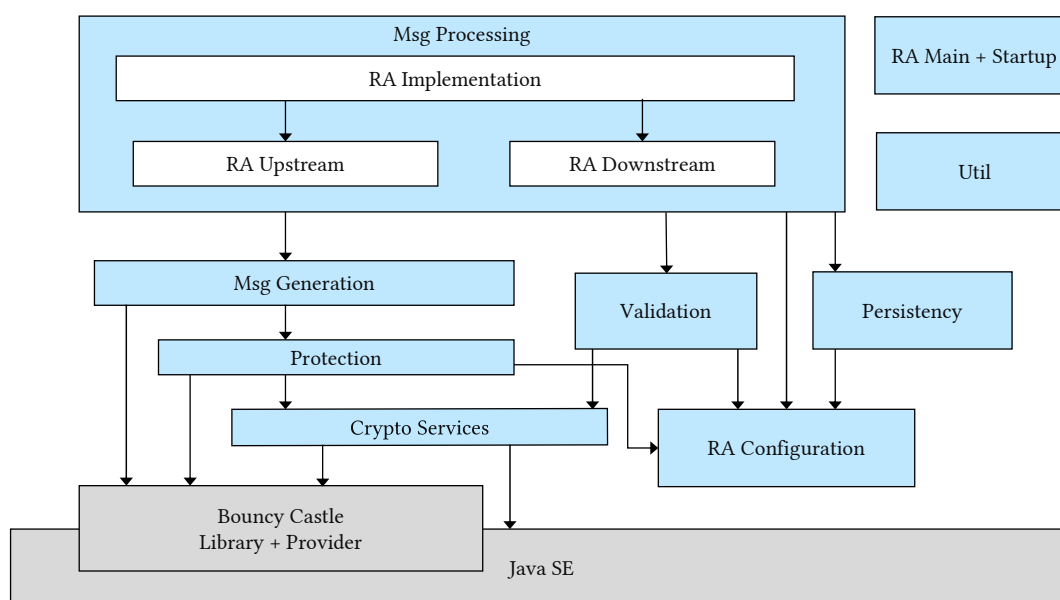 Msg Processing
RA Implementation
RA Main + Startup
RA Upstream
RA Downstream
Util
Msg Generation
Validation
Persistency
Protection
Crypto Services
RA Configuration
Bouncy Castle
Library + Provider
Java SE